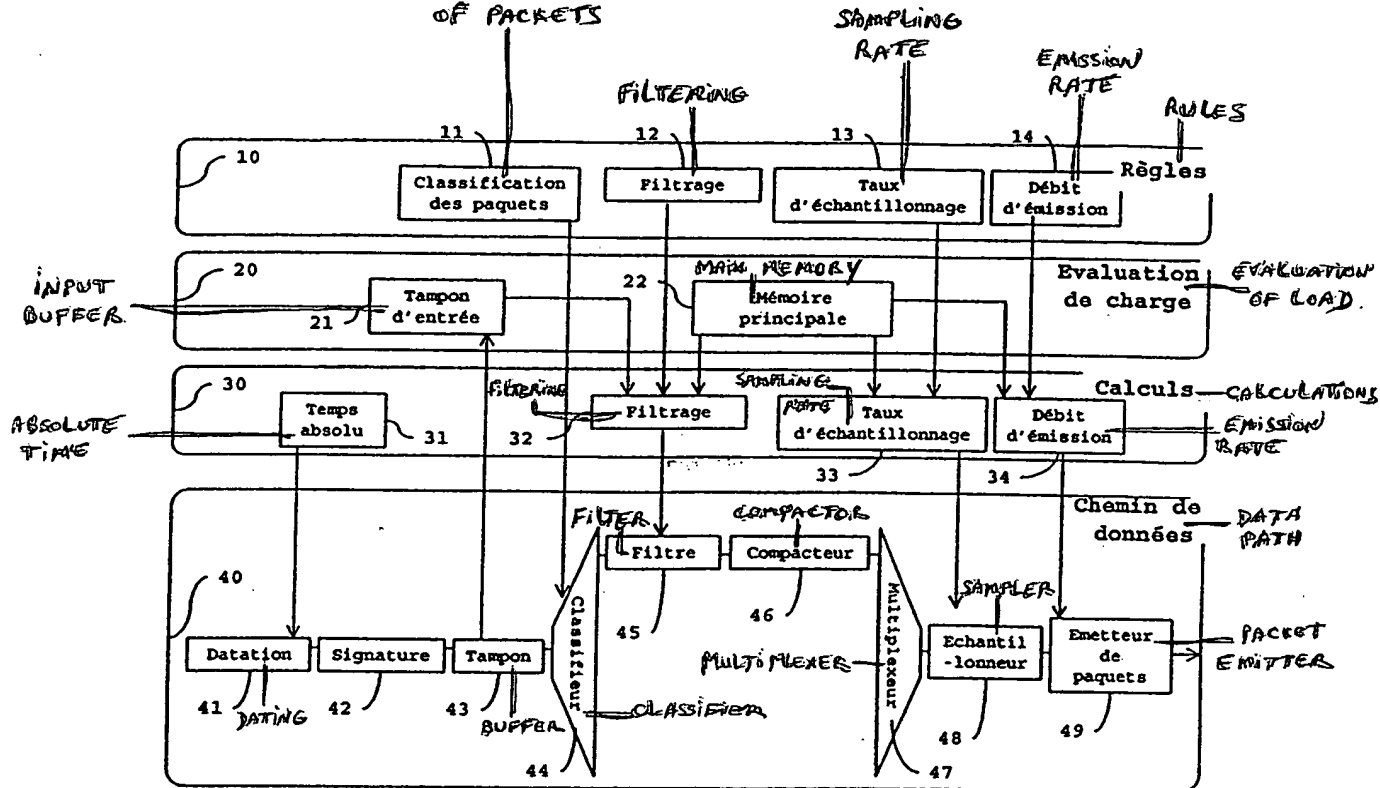 OF PACKETS
SAMPLING
RATE
EMISSION
RATE
FILTERING
RULES
10
11
12
13
14
Règles
Classification
des paquets
Filtrage
Taux
d'échantillonnage
Débit
d'émission
INPUT
BUFFER.
20
21
Tampon
d'entrée
MAIN MEMORY
22
Mémoire
principale
Evaluation
de charge
EVALUATION
OF LOAD.
ABSOLUTE
TIME
30
Temps
absolu
31
FILTERING
Filtrage
32
SAMPLING
RATE
Taux
d'échantillonnage
33
Débit
d'émission
34
Calculs
CALCULATIONS
EMISSION
RATE
Chemin de
données
DATA
PATH
40
FILTER
Filtre
45
COMPACTOR
Compacteur
46
Datation
41
DATING
Signature
42
Tampon
43
BUFFER
Classifieur
44
CLASSIFIER
MULTIPLEXER
Multiplexeur
47
SAMPLER
Echantil
-lonneur
48
Emetteur
de
paquets
49
PACKET
EMITTER